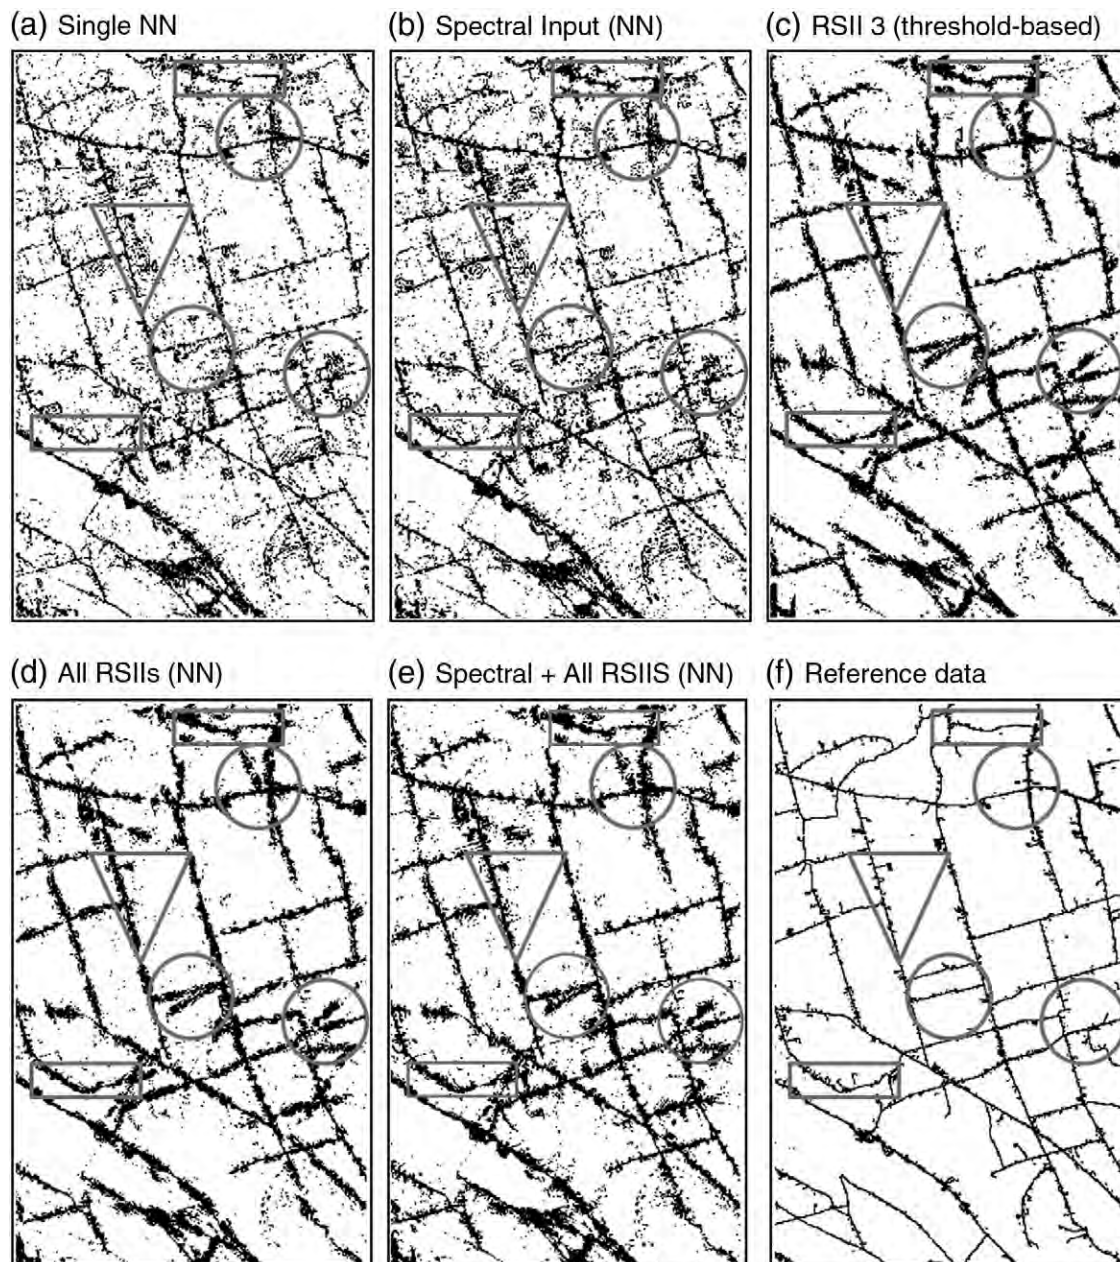 (a) Single NN
(b) Spectral Input (NN)
(c) RSII 3 (threshold-based)
(d) All RSIIs (NN)
(e) Spectral + All RSIIS (NN)
(f) Reference data